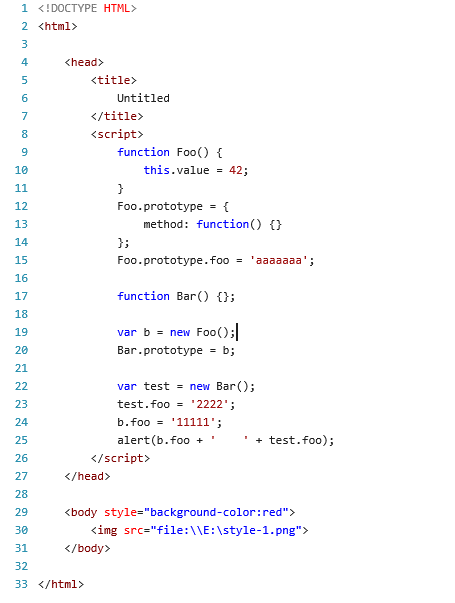 1 <!DOCTYPE HTML>
2 <html>
3
4     <head>
5         <title>
6             Untitled
7         </title>
8         <script>
9             function Foo() {
10                 this.value = 42;
11             }
12             Foo.prototype = {
13                 method: function() {}
14             };
15             Foo.prototype.foo = 'aaaaaaa';
16
17             function Bar() {};
18
19             var b = new Foo();
20             Bar.prototype = b;
21
22             var test = new Bar();
23             test.foo = '2222';
24             b.foo = '11111';
25             alert(b.foo + '    ' + test.foo);
26         </script>
27     </head>
28
29     <body style="background-color:red">
30         <img src="file:\\E:\style-1.png">
31     </body>
32
33 </html>